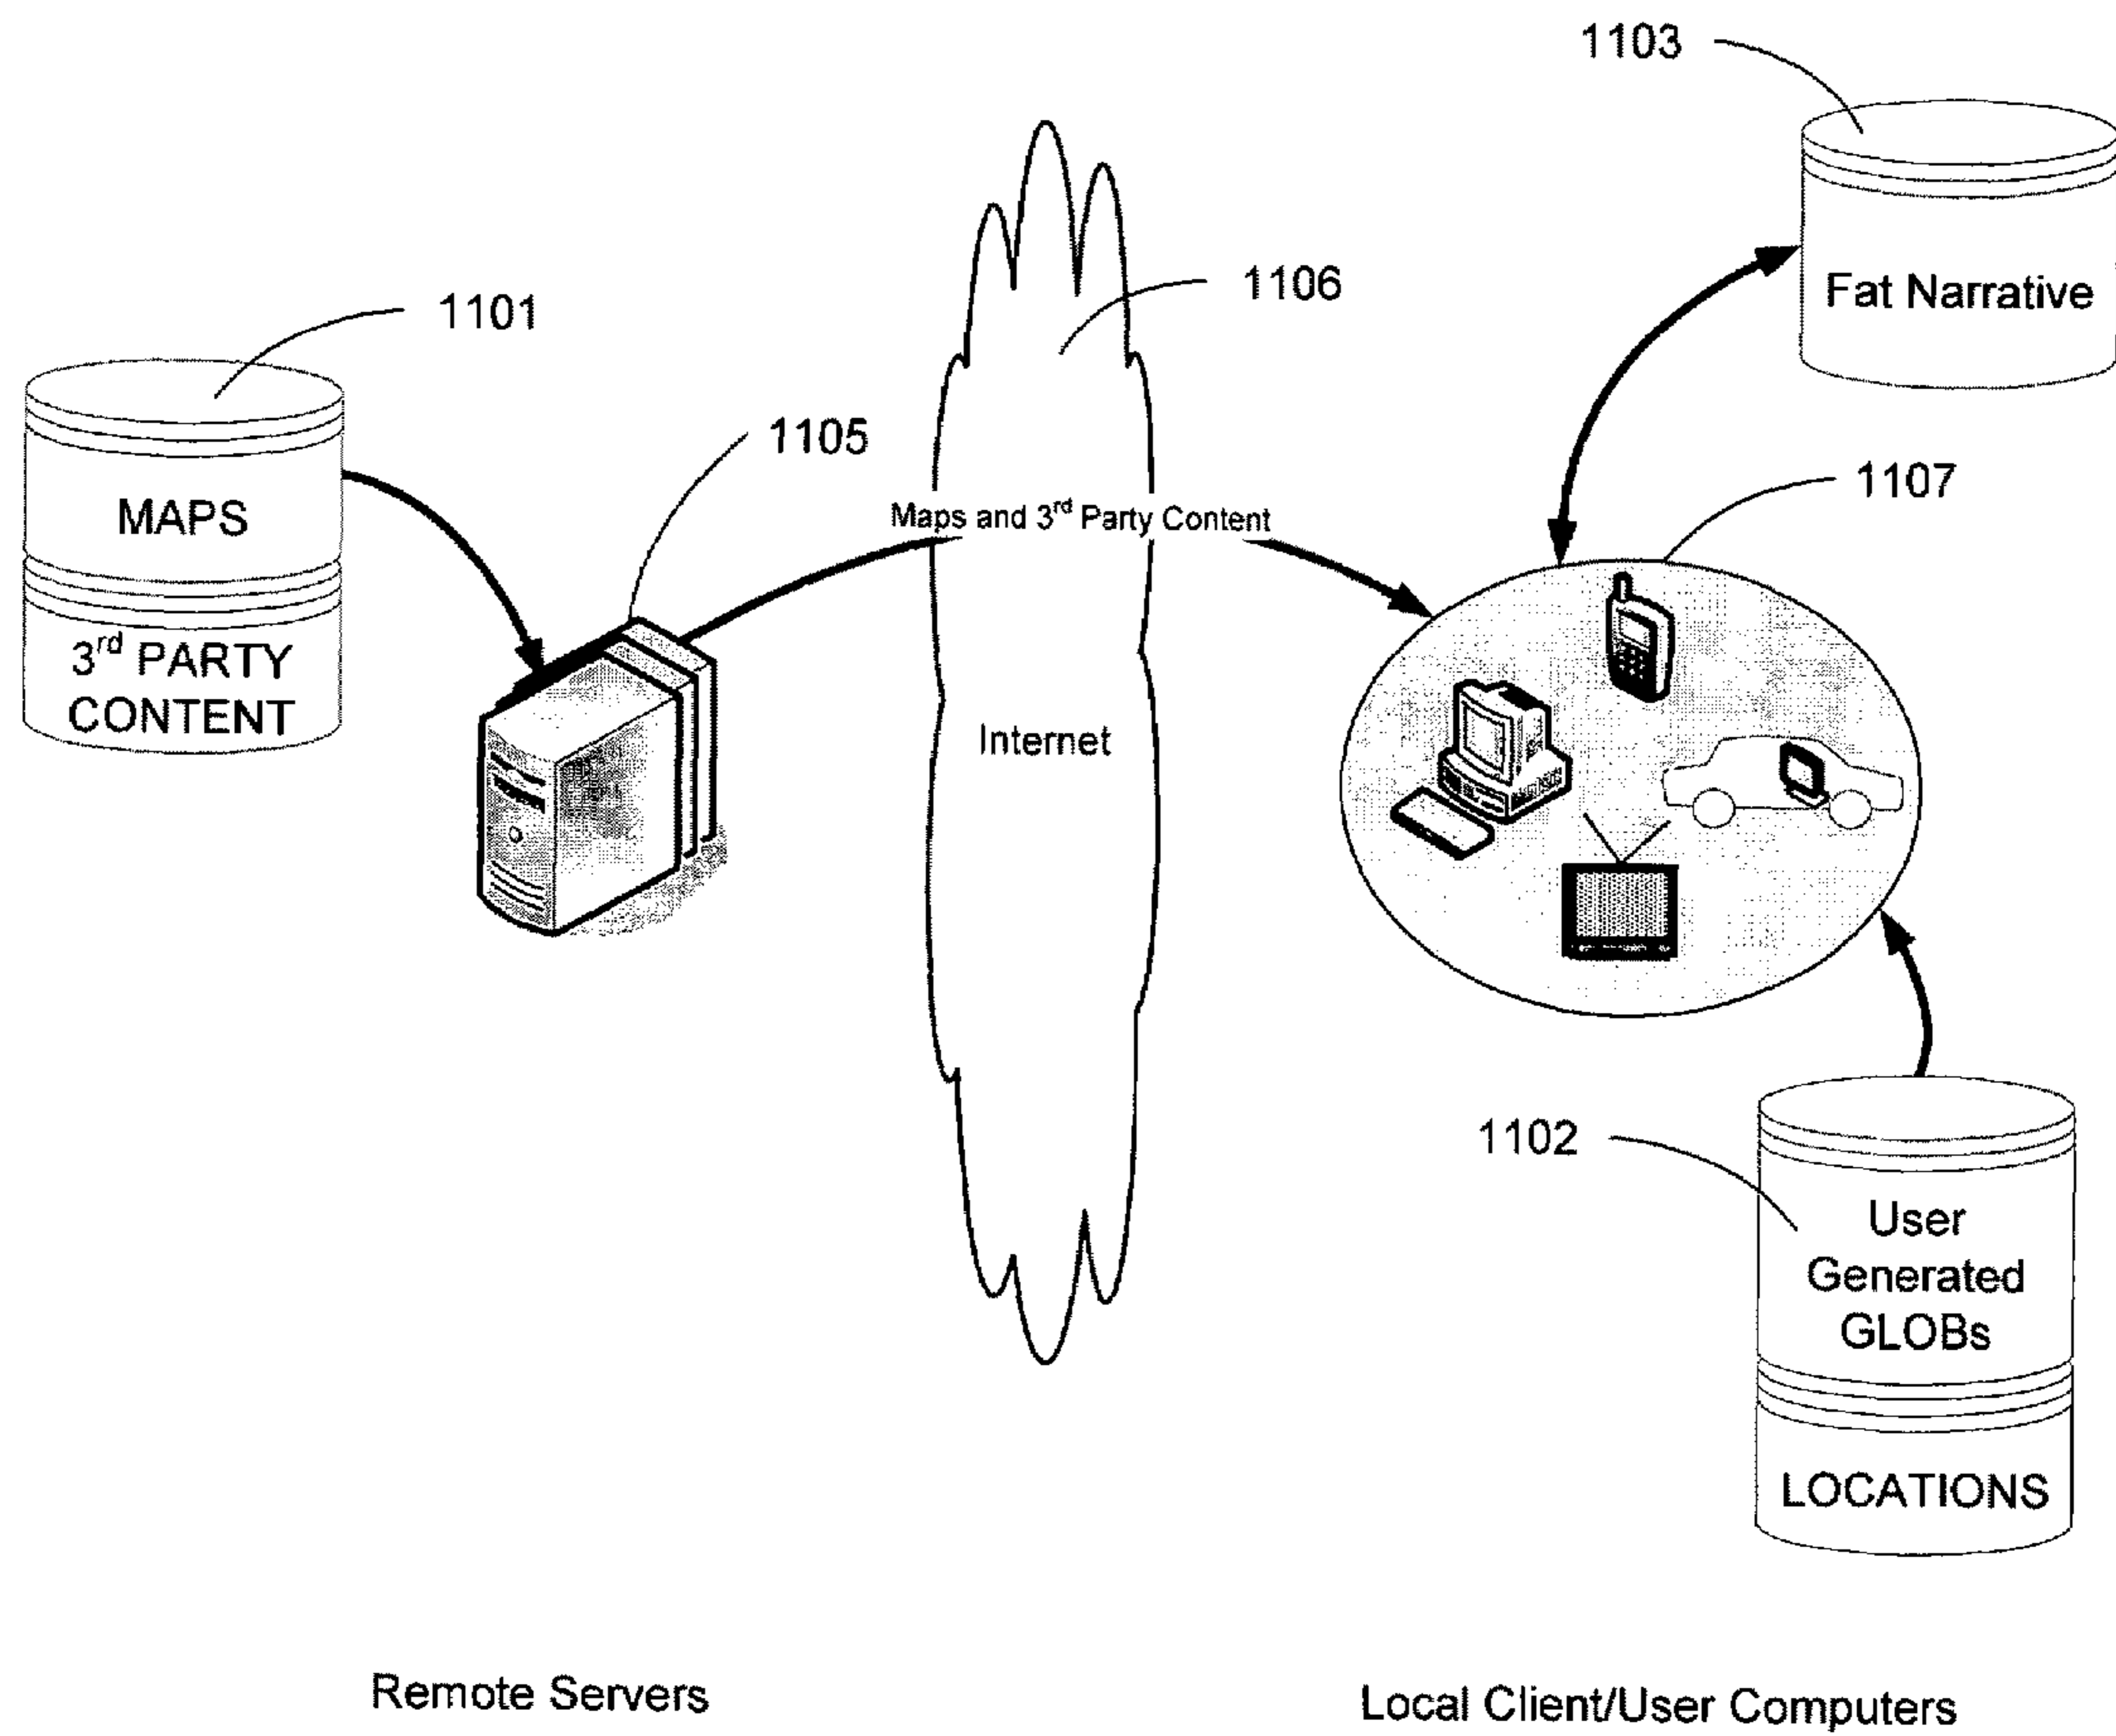 1103
Fat Narrative
1106
1101
MAPS
3rd PARTY
CONTENT
1105
1107
Maps and 3rd Party Content
Internet
1102
User
Generated
GLOBs
LOCATIONS
Remote Servers
Local Client/User Computers